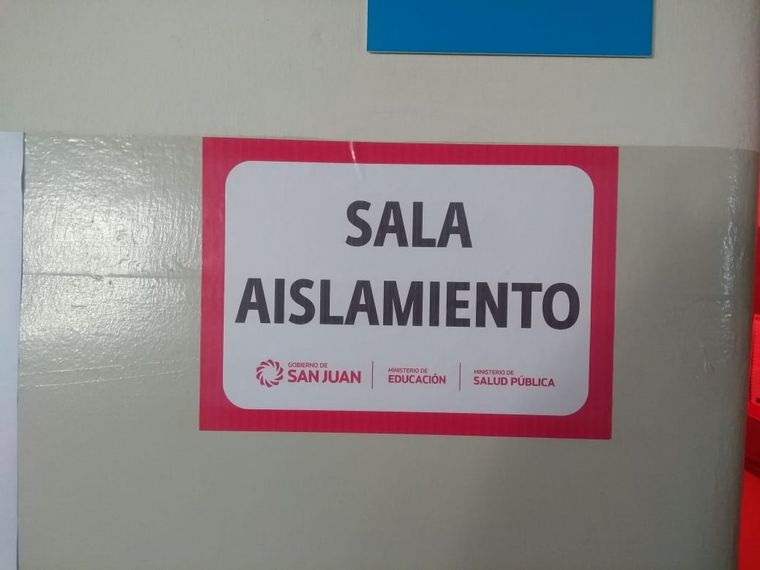 SALA
AISLAMIENTO
GOBIERNO DE
SAN JUAN
MINISTERIO DE
EDUCACIÓN
MINISTERIO DE
SALUD PÚBLICA